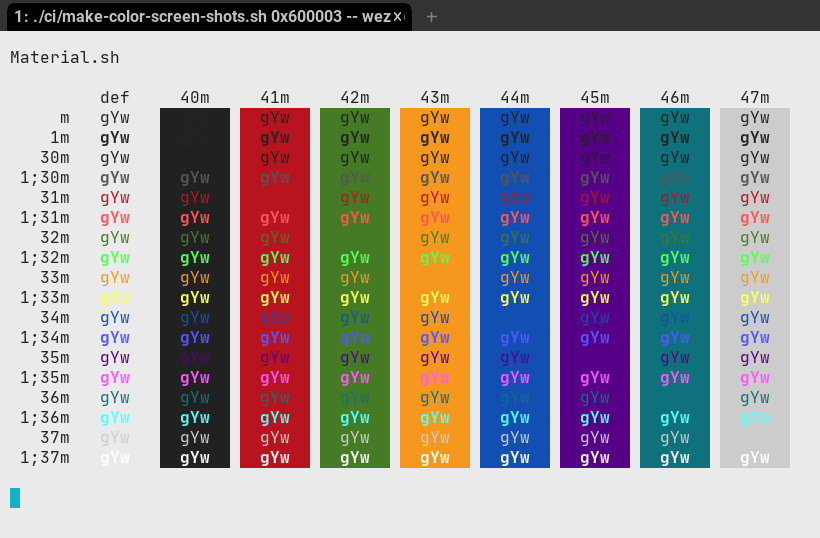 1: ./ci/make-color-screen-shots.sh 0x600003 -- wez
Material.sh
def 40m 41m 42m 43m 44m 45m 46m 47m
m gYw gYw gYw gYw gYw gYw gYw gYw
1m gYw gYw gYw gYw gYw gYw gYw gYw
30m gYw gYw gYw gYw gYw gYw gYw gYw
1;30m gYw gYw gYw gYw gYw gYw gYw gYw gYw
31m gYw gYw gYw gYw gYw gYw gYw gYw
1;31m gYw gYw gYw gYw gYw gYw gYw gYw gYw
32m gYw gYw gYw gYw gYw gYw gYw gYw
1;32m gYw gYw gYw gYw gYw gYw gYw gYw gYw
33m gYw gYw gYw gYw gYw gYw gYw gYw
1;33m gYw gYw gYw gYw gYw gYw gYw gYw gYw
34m gYw gYw gYw gYw gYw gYw gYw gYw
1;34m gYw gYw gYw gYw gYw gYw gYw gYw gYw
35m gYw gYw gYw gYw gYw gYw gYw gYw
1;35m gYw gYw gYw gYw gYw gYw gYw gYw gYw
36m gYw gYw gYw gYw gYw gYw gYw gYw
1;36m gYw gYw gYw gYw gYw gYw gYw gYw gYw
37m gYw gYw gYw gYw gYw gYw gYw gYw
1;37m gYw gYw gYw gYw gYw gYw gYw gYw gYw